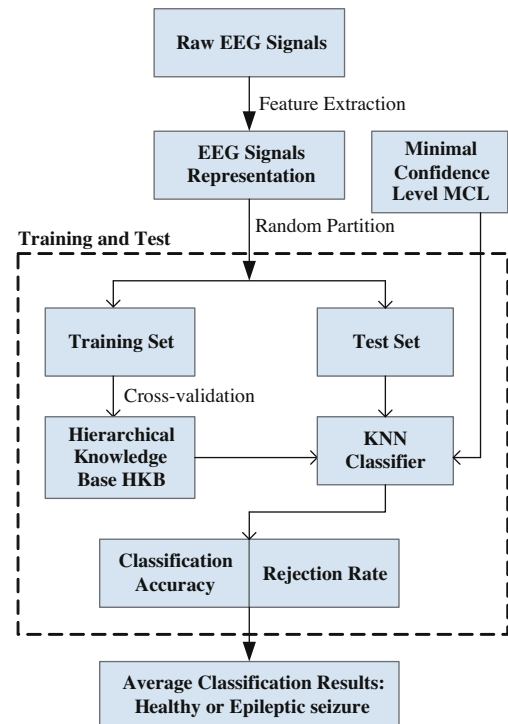 Raw EEG Signals
Feature Extraction
EEG Signals
Representation
Minimal
Confidence
Level MCL
Random Partition
Training and Test
Training Set
Test Set
Cross-validation
Hierarchical
Knowledge
Base HKB
KNN
Classifier
Classification
Accuracy
Rejection Rate
Average Classification Results:
Healthy or Epileptic seizure